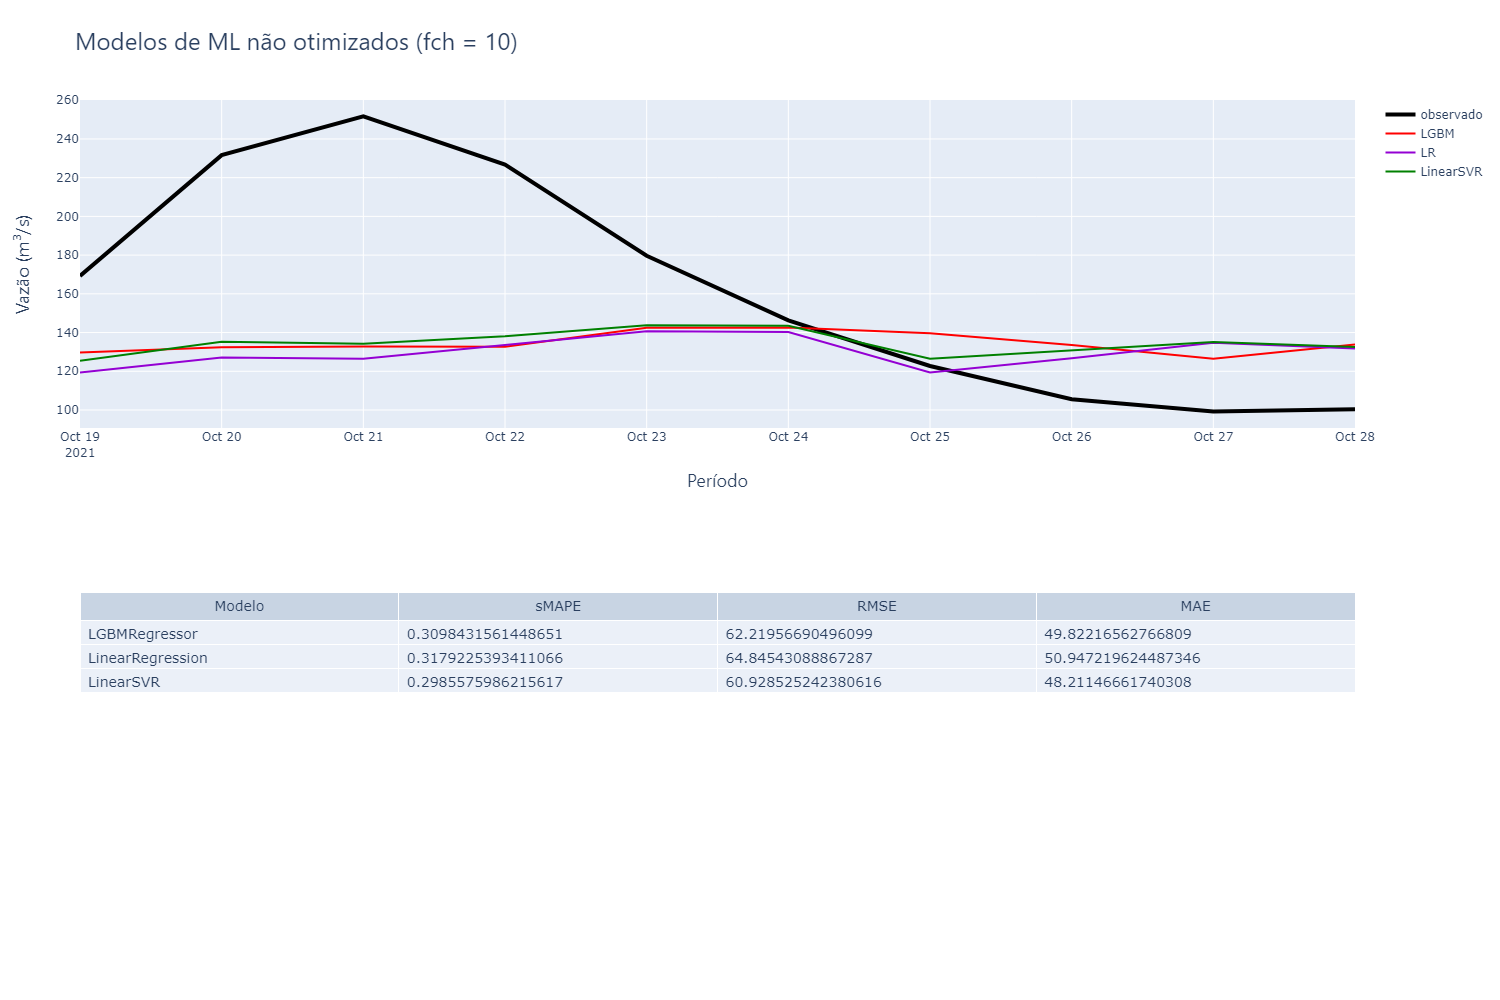 Modelos de ML não otimizados (fch = 10)
Vazão (m³/s)
260
240
220
200
180
160
140
120
100
Oct 19
2021
Oct 20
Oct 21
Oct 22
Oct 23
Oct 24
Oct 25
Oct 26
Oct 27
Oct 28
Período
observado
LGBM
LR
LinearSVR
Modelo sMAPE RMSE MAE
LGBMRegressor 0.3098431561448651 62.21956690496099 49.82216562766809
LinearRegression 0.3179225393411066 64.84543088867287 50.947219624487346
LinearSVR 0.2985575986215617 60.928525242380616 48.21146661740308